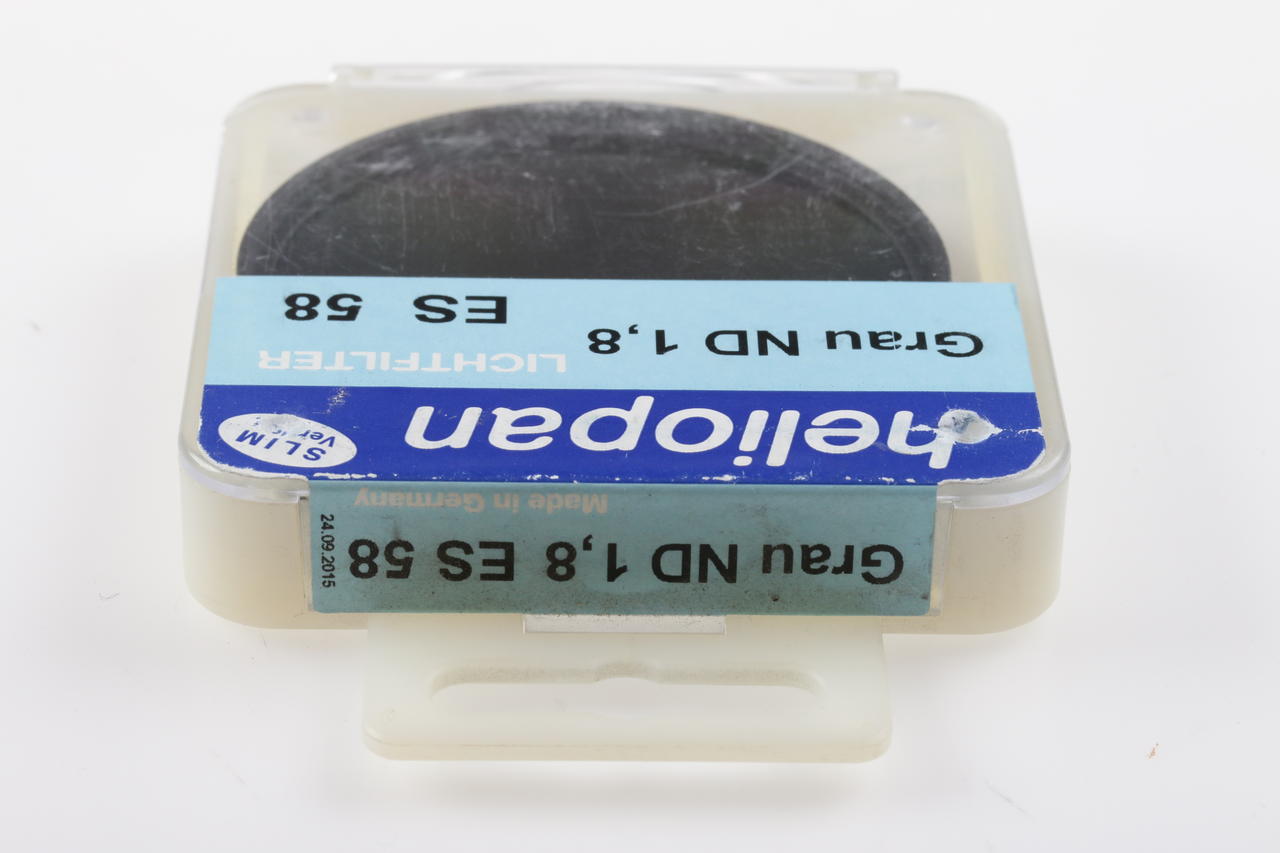 Made in Germany
Grau ND 1,8 ES 58
24.09.2015
heliopan
SLIM
LICHTFILTER
Grau ND 1,8
ES 58